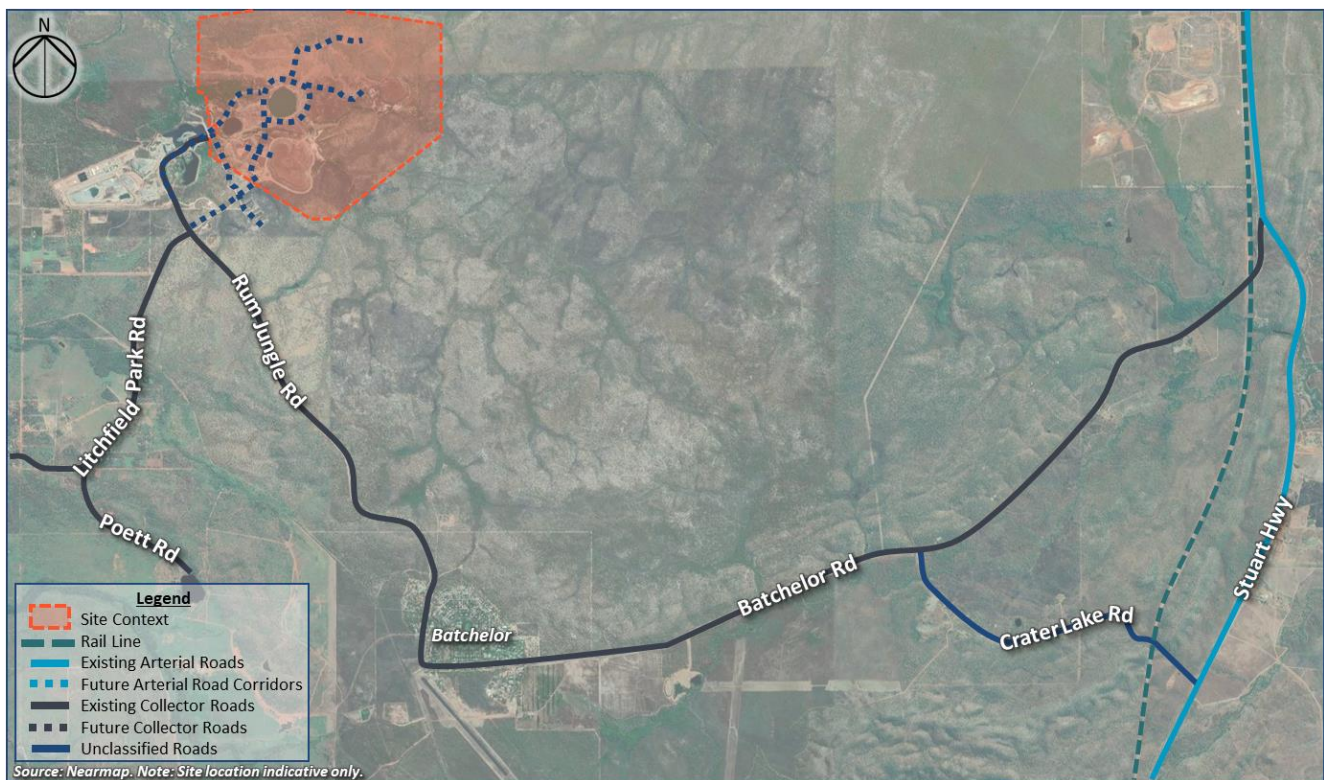 N
Rum Jungle Rd
Litchfield Park Rd
Poett Rd
Batchelor
Batchelor Rd
Crater Lake Rd
Stuart Hwy
Legend
Site Context
Rail Line
Existing Arterial Roads
Future Arterial Road Corridors
Existing Collector Roads
Future Collector Roads
Unclassified Roads
Source: Nearmap. Note: Site location indicative only.